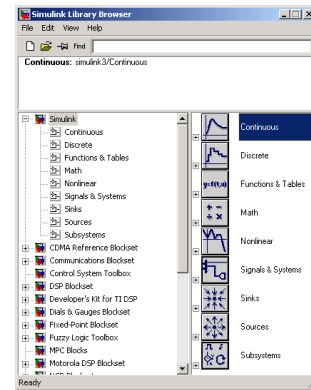 Simulink Library Browser
File Edit View Help
Find
Continuous: simulink3/Continuous
Simulink
Continuous
Discrete
Functions & Tables
Math
Nonlinear
Signals & Systems
Sinks
Sources
Subsystems
CDMA Reference Blockset
Communications Blockset
Control System Toolbox
DSP Blockset
Developer's Kit for TI DSP
Dials & Gauges Blockset
Fixed-Point Blockset
Fuzzy Logic Toolbox
MPC Blocks
Motorola DSP Blockset
Continuous
Discrete
y=f(t,u)
Functions & Tables
Math
Nonlinear
Signals & Systems
Sinks
Sources
Subsystems
Ready